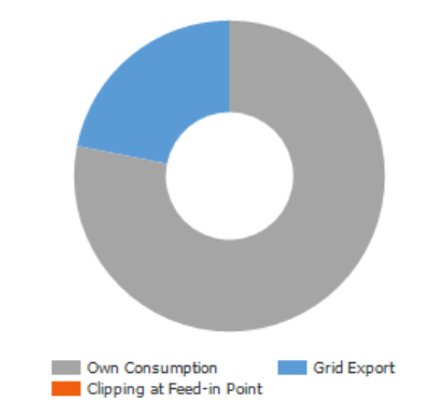 Own Consumption Grid Export
Clipping at Feed-in Point